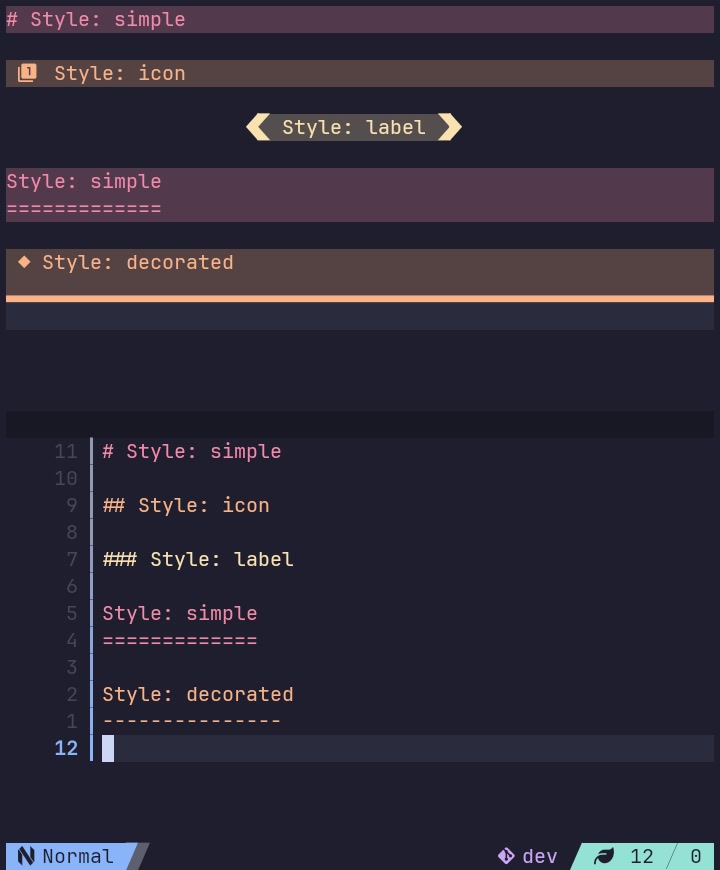 # Style: simple
1 Style: icon
Style: label
Style: simple
=============
◆ Style: decorated
11 # Style: simple
10
9 ## Style: icon
8
7 ### Style: label
6
5 Style: simple
4 =============
3
2 Style: decorated
1 ---------------
12
Normal dev 12 / 0